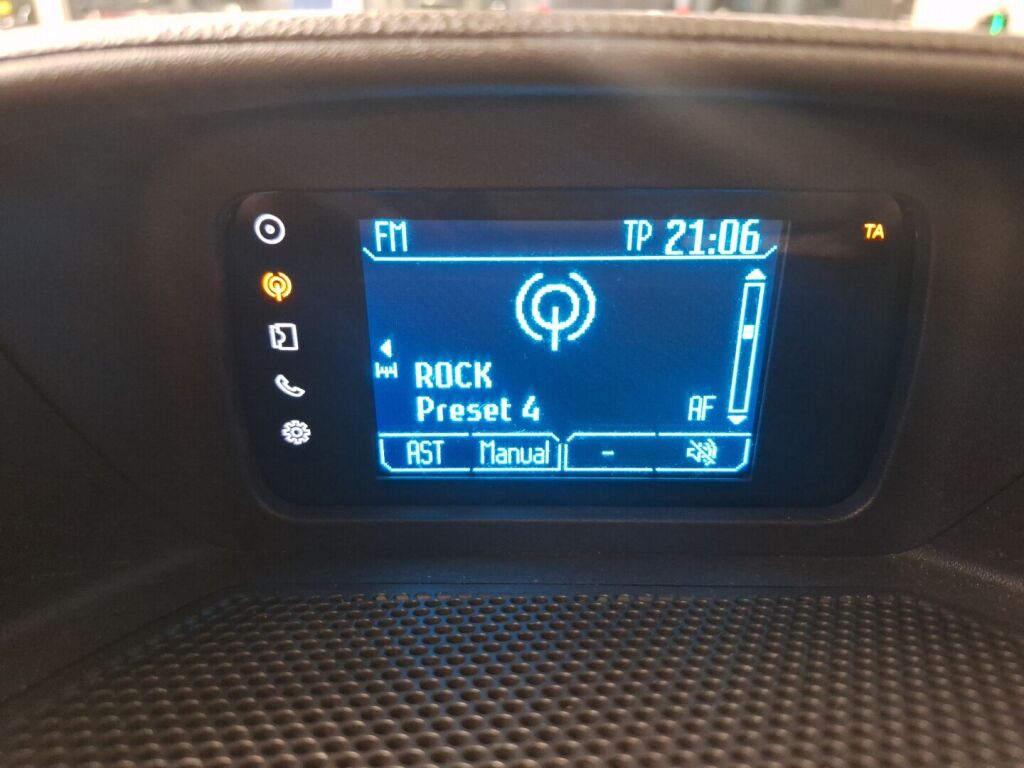 FM TP 21:06 TA
ROCK
Preset 4 AF
AST Manual -